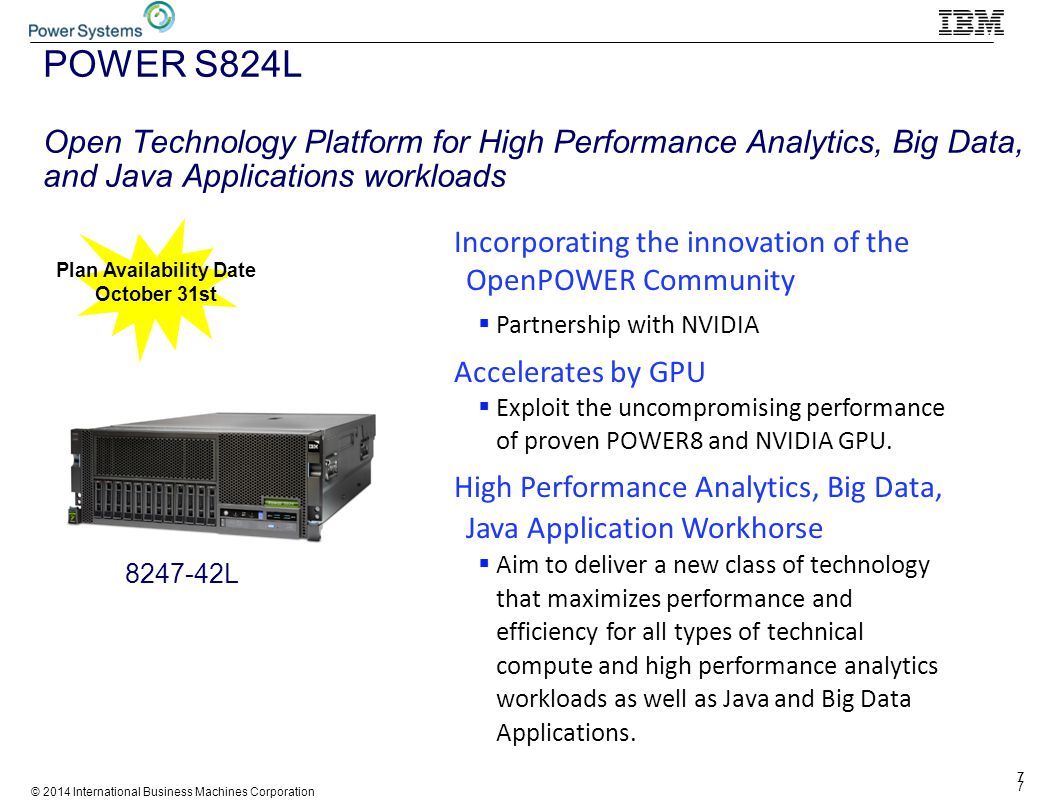 Power Systems
IBM
POWER S824L
Open Technology Platform for High Performance Analytics, Big Data,
and Java Applications workloads
Plan Availability Date
October 31st
8247-42L
Incorporating the innovation of the
OpenPOWER Community
▪ Partnership with NVIDIA
Accelerates by GPU
▪ Exploit the uncompromising performance
of proven POWER8 and NVIDIA GPU.
High Performance Analytics, Big Data,
Java Application Workhorse
▪ Aim to deliver a new class of technology
that maximizes performance and
efficiency for all types of technical
compute and high performance analytics
workloads as well as Java and Big Data
Applications.
© 2014 International Business Machines Corporation
7
7